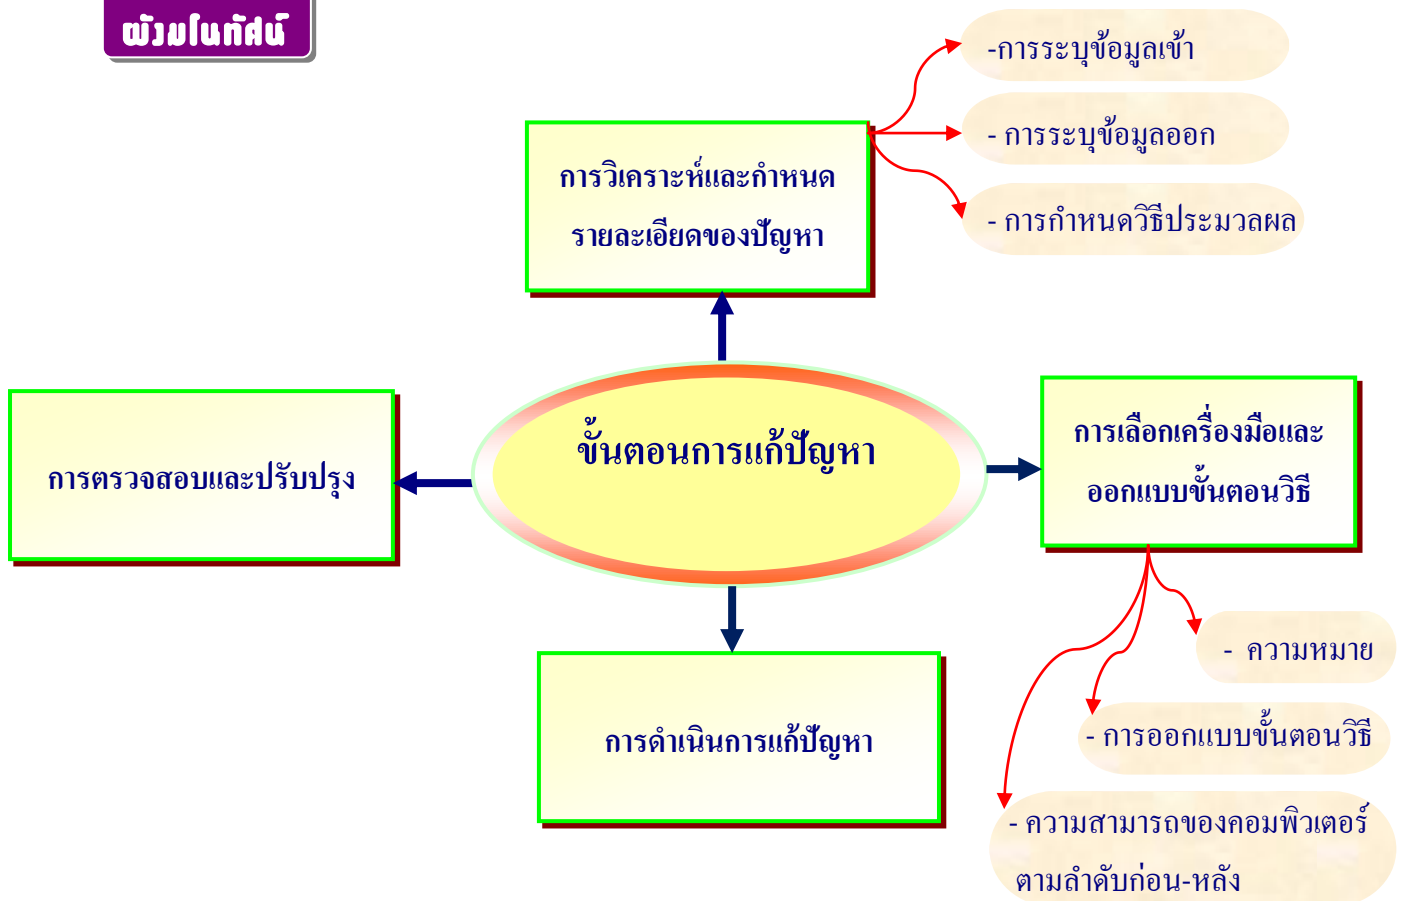 ผังมโนทัศน์
-การระบุข้อมูลเข้า
- การระบุข้อมูลออก
- การกำหนดวิธีประมวลผล
การวิเคราะห์และกำหนด
รายละเอียดของปัญหา
ขั้นตอนการแก้ปัญหา
การเลือกเครื่องมือและ
ออกแบบขั้นตอนวิธี
การตรวจสอบและปรับปรุง
การดำเนินการแก้ปัญหา
- ความหมาย
- การออกแบบขั้นตอนวิธี
- ความสามารถของคอมพิวเตอร์
ตามลำดับก่อน-หลัง